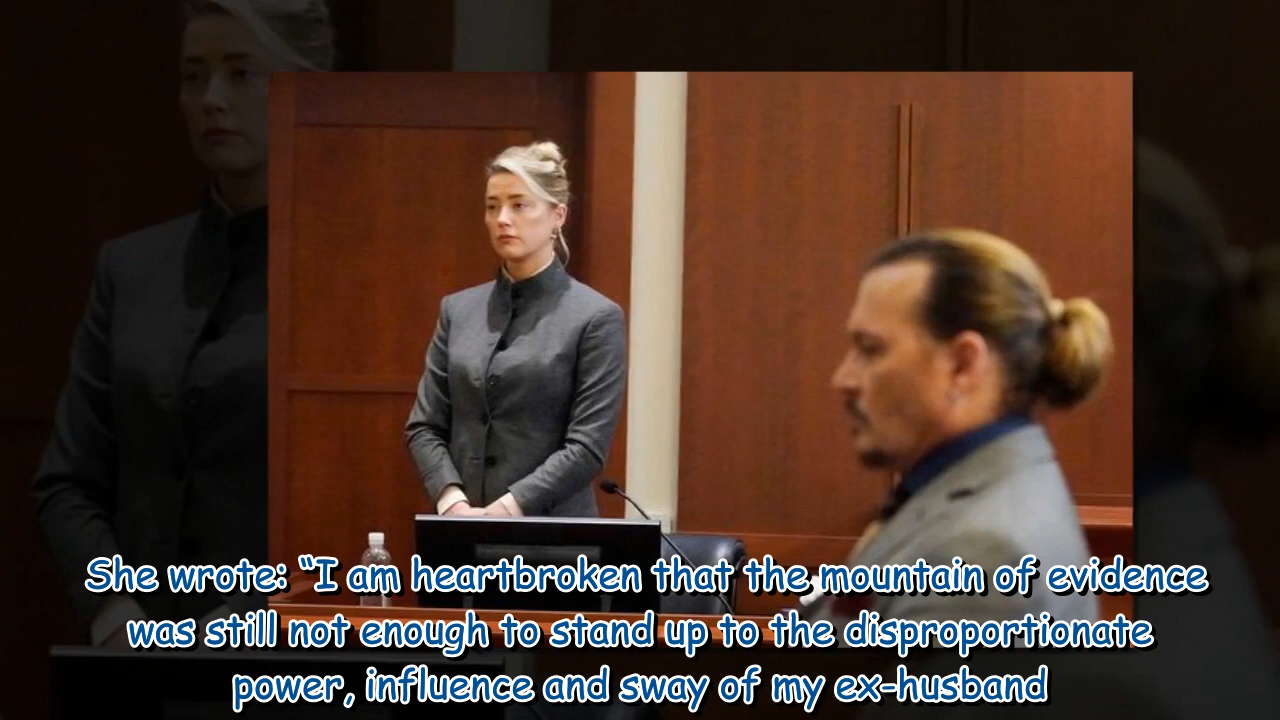 She wrote: “I am heartbroken that the mountain of evidence
was still not enough to stand up to the disproportionate
power, influence and sway of my ex-husband